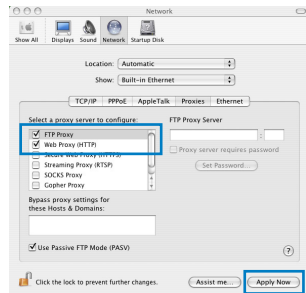 Network
Show All Displays Sound Network Startup Disk
Location: Automatic
Show: Built-in Ethernet
TCP/IP PPPoE AppleTalk Proxies Ethernet
Select a proxy server to configure:
FTP Proxy Server
FTP Proxy
Web Proxy (HTTP)
:
Secure Web Proxy (HTTPS)
Proxy server requires password
Streaming Proxy (RTSP)
Set Password...
SOCKS Proxy
Gopher Proxy
Bypass proxy settings for
these Hosts & Domains:
Use Passive FTP Mode (PASV)
?
Click the lock to prevent further changes.
Assist me...
Apply Now